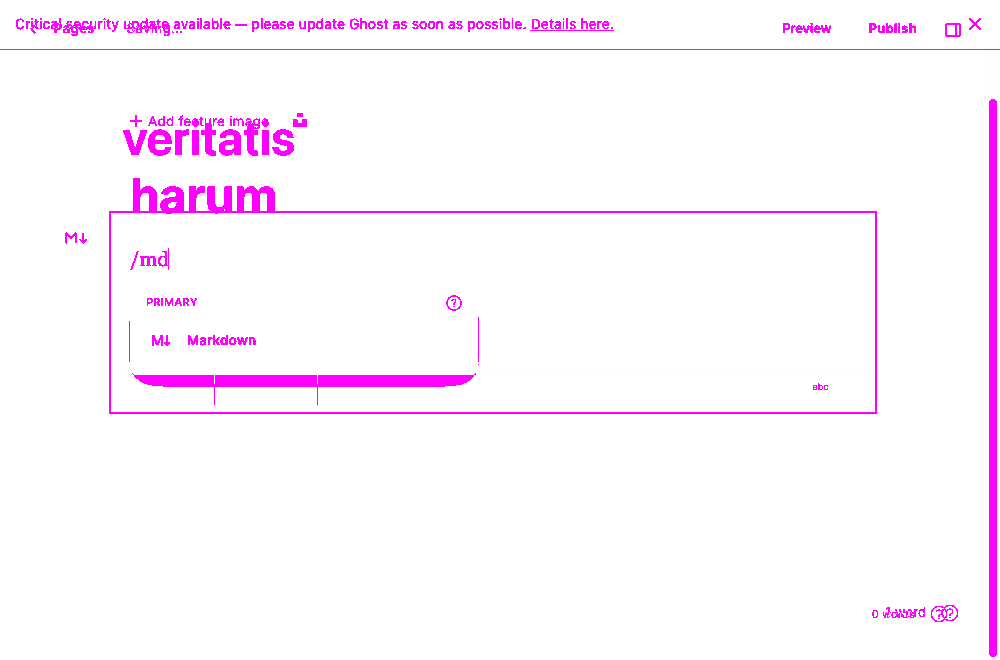 Critical security update available — please update Ghost as soon as possible. Details here.
Pages
Saving...
Preview
Publish
Add feature image
veritatis
harum
M↓
/md
PRIMARY
M↓ Markdown
abc
0 words
1 word